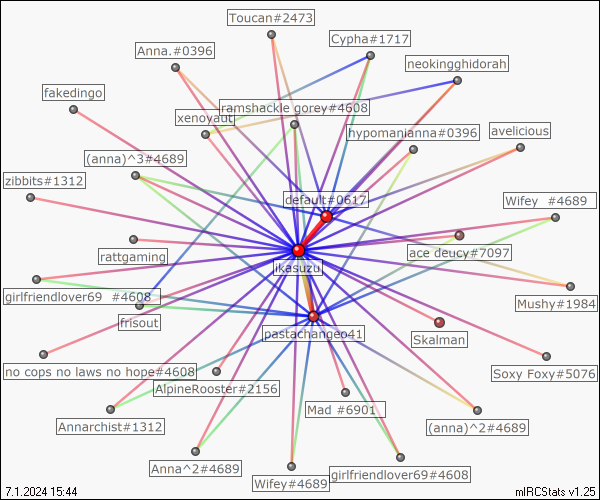 Toucan#2473
Cypha#1717
Anna.#0396
neokingghidorah
fakedingo
ramshackle gorey#4608
xenoyaut
hypomanianna#0396
avelicious
(anna)^3#4689
zibbits#1312
default#0617
Wifey #4689
rattgaming
ace deucy#7097
ikasuzu
girlfriendlover69 #4608
Mushy#1984
frisout
pastachangeo41
Skalman
no cops no laws no hope#4608
Soxy Foxy#5076
AlpineRooster#2156
Mad #6901
Annarchist#1312
(anna)^2#4689
Anna^2#4689
girlfriendlover69#4608
Wifey#4689
7.1.2024 15:44
mIRCStats v1.25